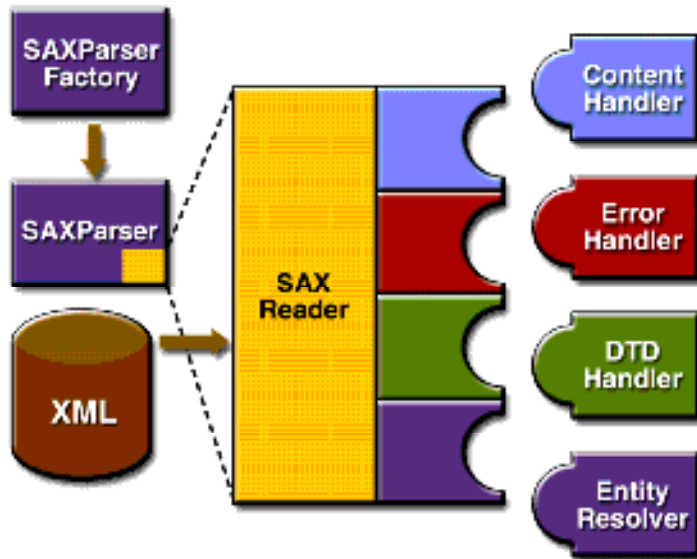 SAXParser
Factory
SAXParser
XML
SAX
Reader
Content
Handler
Error
Handler
DTD
Handler
Entity
Resolver